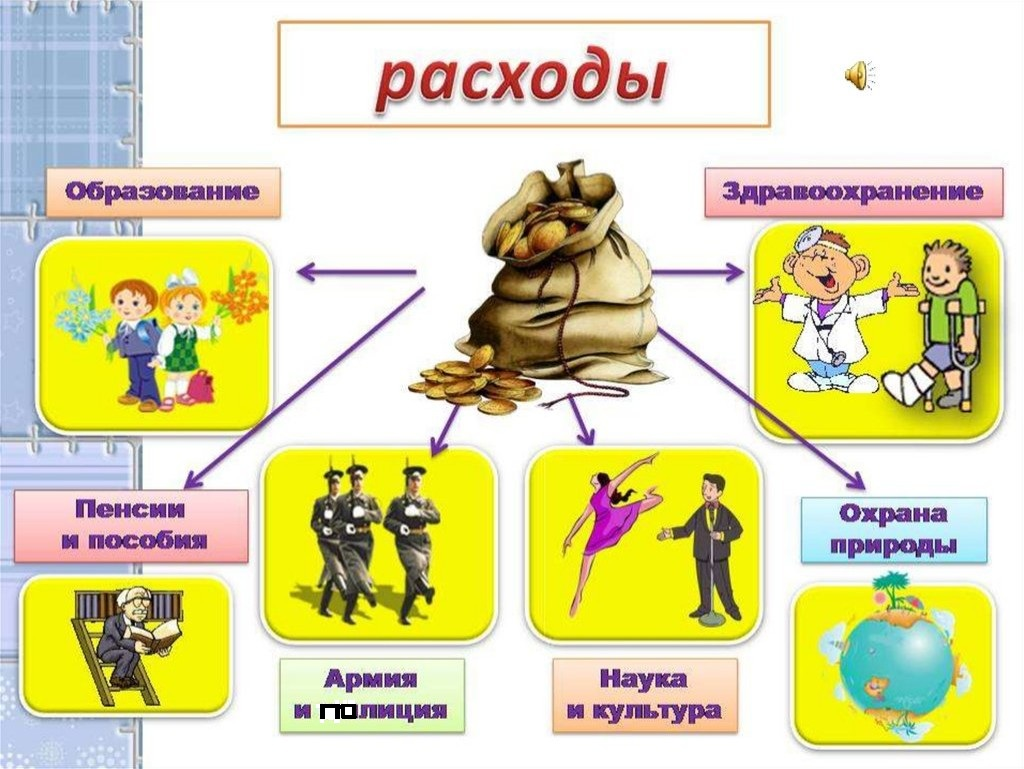 расходы
Образование
Здравоохранение
Пенсии
и пособия
Охрана
природы
Армия
и полиция
Наука
и культура